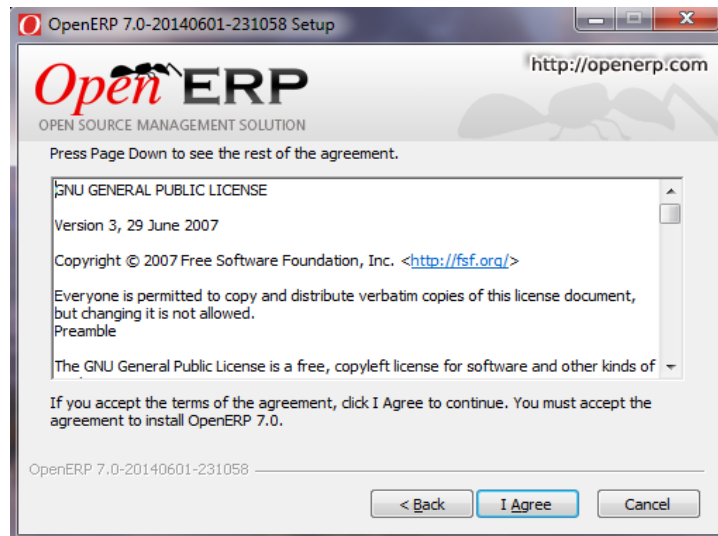 OpenERP 7.0-20140601-231058 Setup
Open ERP
http://openerp.com
OPEN SOURCE MANAGEMENT SOLUTION
Press Page Down to see the rest of the agreement.
GNU GENERAL PUBLIC LICENSE
Version 3, 29 June 2007
Copyright © 2007 Free Software Foundation, Inc. <http://fsf.org/>
Everyone is permitted to copy and distribute verbatim copies of this license document,
but changing it is not allowed.
Preamble
The GNU General Public License is a free, copyleft license for software and other kinds of
If you accept the terms of the agreement, click I Agree to continue. You must accept the
agreement to install OpenERP 7.0.
OpenERP 7.0-20140601-231058
< Back
I Agree
Cancel